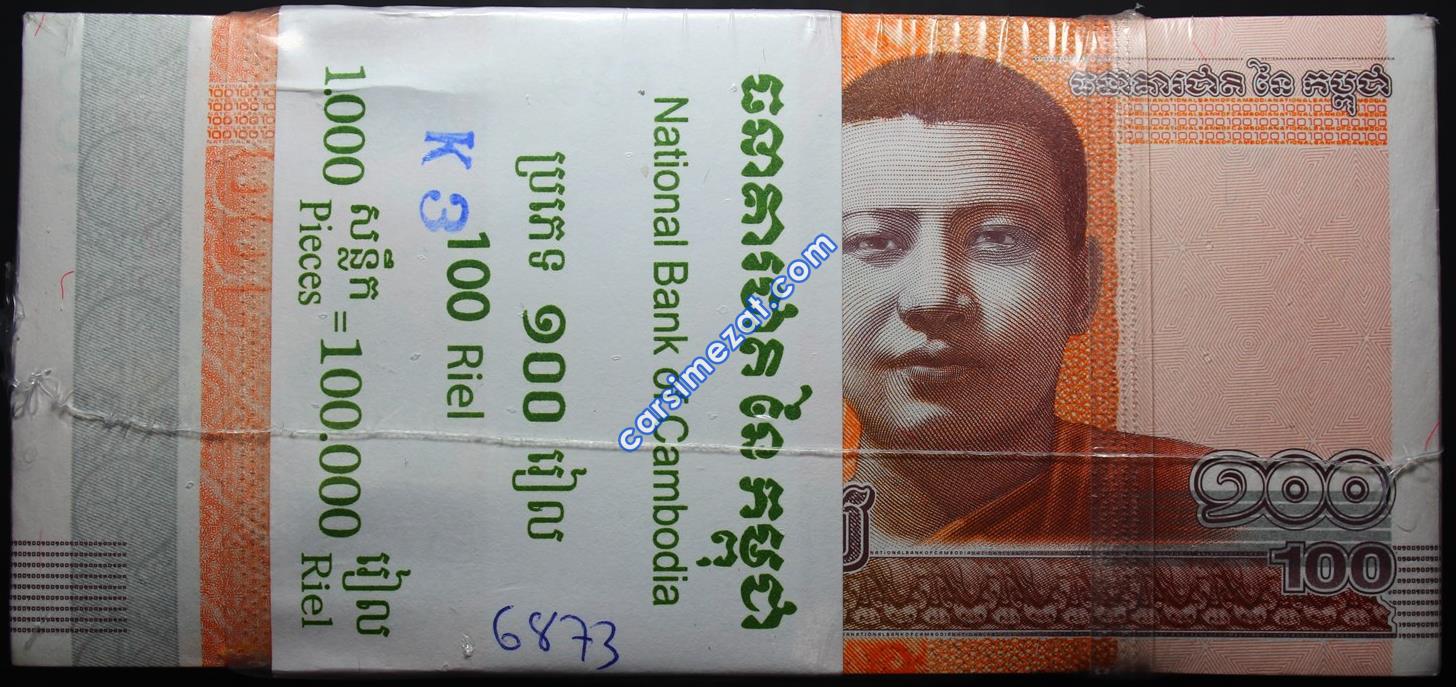 ធនាគារជាតិ នៃ កម្ពុជា
National Bank of Cambodia
ប្រភេទ ១០០ រៀល
100 Riel
K 3
1.000 សន្លឹក = 100.000 រៀល
Pieces Riel
6873
carsimezat.com
ធនាគារជាតិ នៃ កម្ពុជា
១០០
100